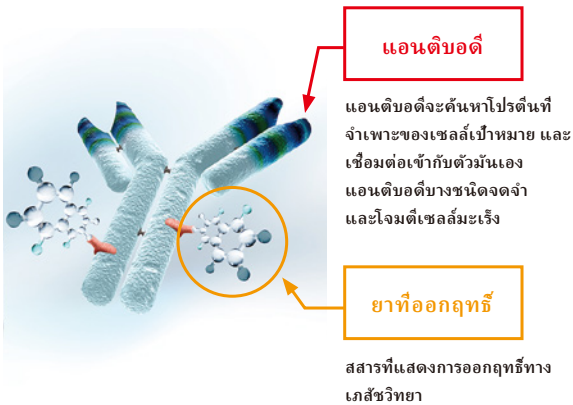 แอนติบอดี
แอนติบอดีจะค้นหาโปรตีนที่
จำเพาะของเซลล์เป้าหมาย และ
เชื่อมต่อเข้ากับตัวมันเอง
แอนติบอดีบางชนิดจดจำ
และโจมตีเซลล์มะเร็ง
ยาที่ออกฤทธิ์
สสารที่แสดงการออกฤทธิ์ทาง
เภสัชวิทยา